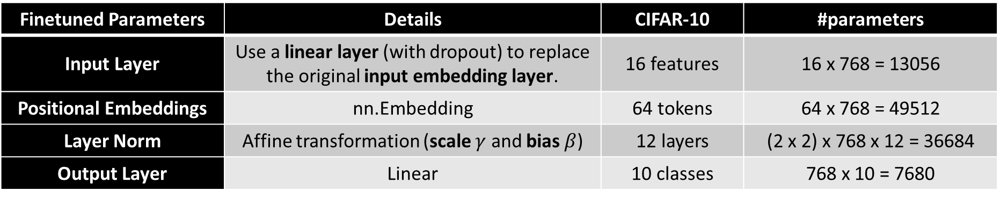 Finetuned Parameters Details CIFAR-10 #parameters
Input Layer Use a linear layer (with dropout) to replace the original input embedding layer. 16 features 16 x 768 = 13056
Positional Embeddings nn.Embedding 64 tokens 64 x 768 = 49512
Layer Norm Affine transformation (scale γ and bias β) 12 layers (2 x 2) x 768 x 12 = 36684
Output Layer Linear 10 classes 768 x 10 = 7680